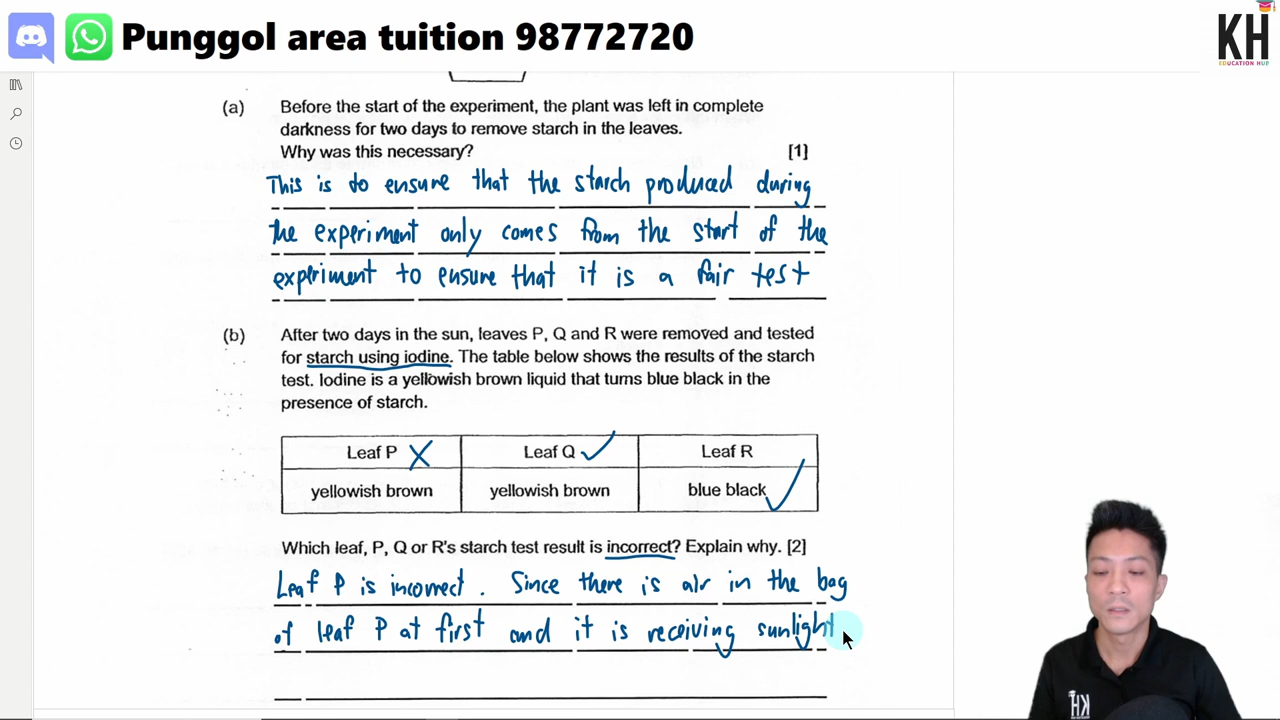 Punggol area tuition 98772720
KH
EDUCATION HUB
(a) Before the start of the experiment, the plant was left in complete
darkness for two days to remove starch in the leaves.
Why was this necessary? [1]
This is to ensure that the starch produced during
the experiment only comes from the start of the
experiment to ensure that it is a fair test
(b) After two days in the sun, leaves P, Q and R were removed and tested
for starch using iodine. The table below shows the results of the starch
test. Iodine is a yellowish brown liquid that turns blue black in the
presence of starch.
Leaf P Leaf Q Leaf R
yellowish brown yellowish brown blue black
Which leaf, P, Q or R's starch test result is incorrect? Explain why. [2]
Leaf P is incorrect. Since there is air in the bag
of leaf P at first and it is receiving sunlight
KH